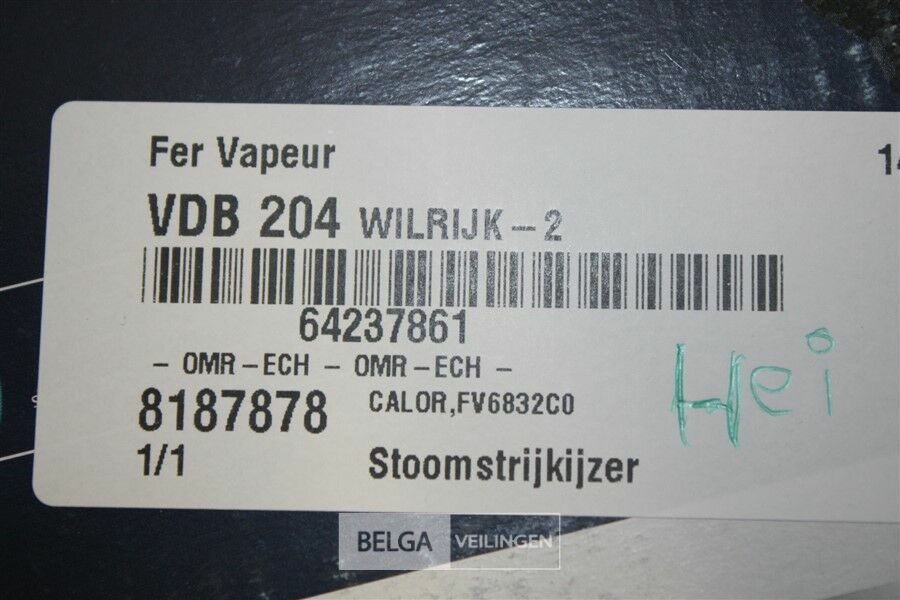 Fer Vapeur
14
VDB 204 WILRIJK-2
64237861
- OMR-ECH - OMR-ECH -
8187878 CALOR,FV6832C0
Hei
1/1 Stoomstrijkijzer
BELGA VEILINGEN